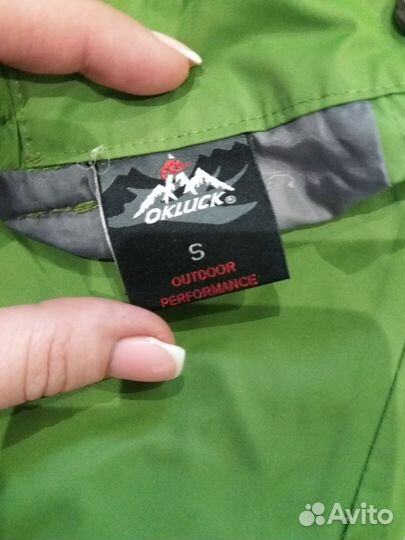 OKLUCK®
S
OUTDOOR
PERFORMANCE
Avito